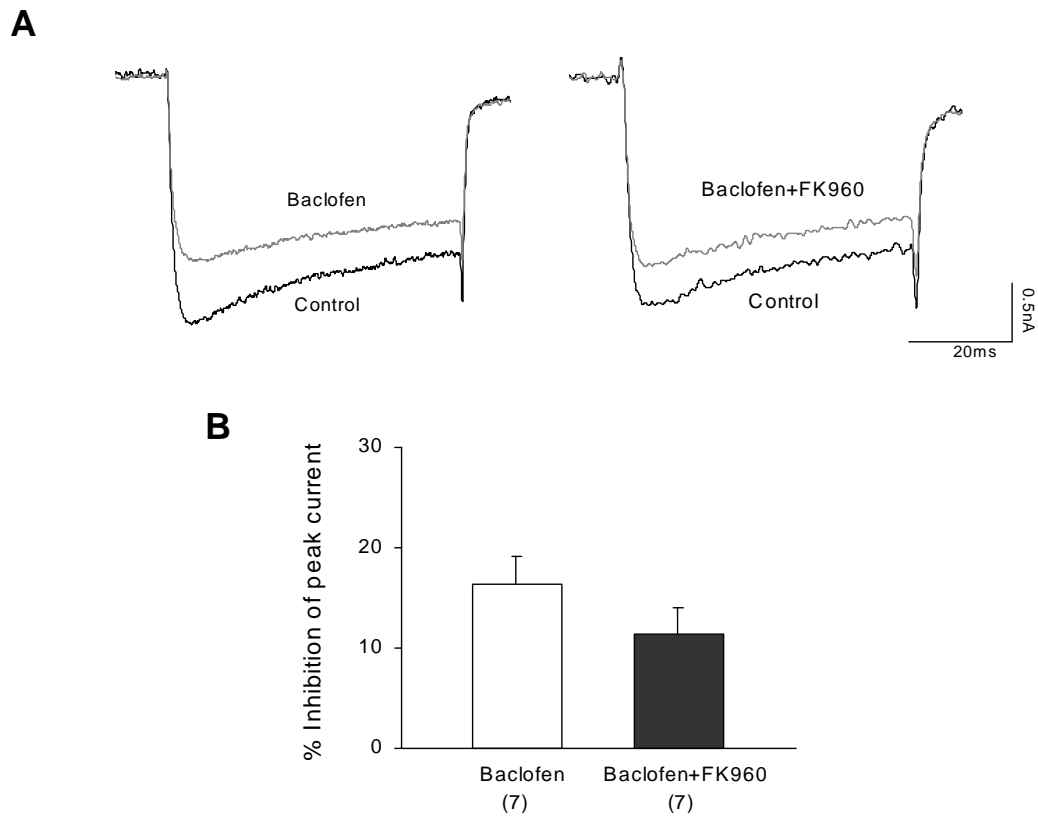 A
Baclofen
Control
Baclofen+FK960
Control
0.5nA
20ms
B
% Inhibition of peak current
30
20
10
0
Baclofen
(7)
Baclofen+FK960
(7)